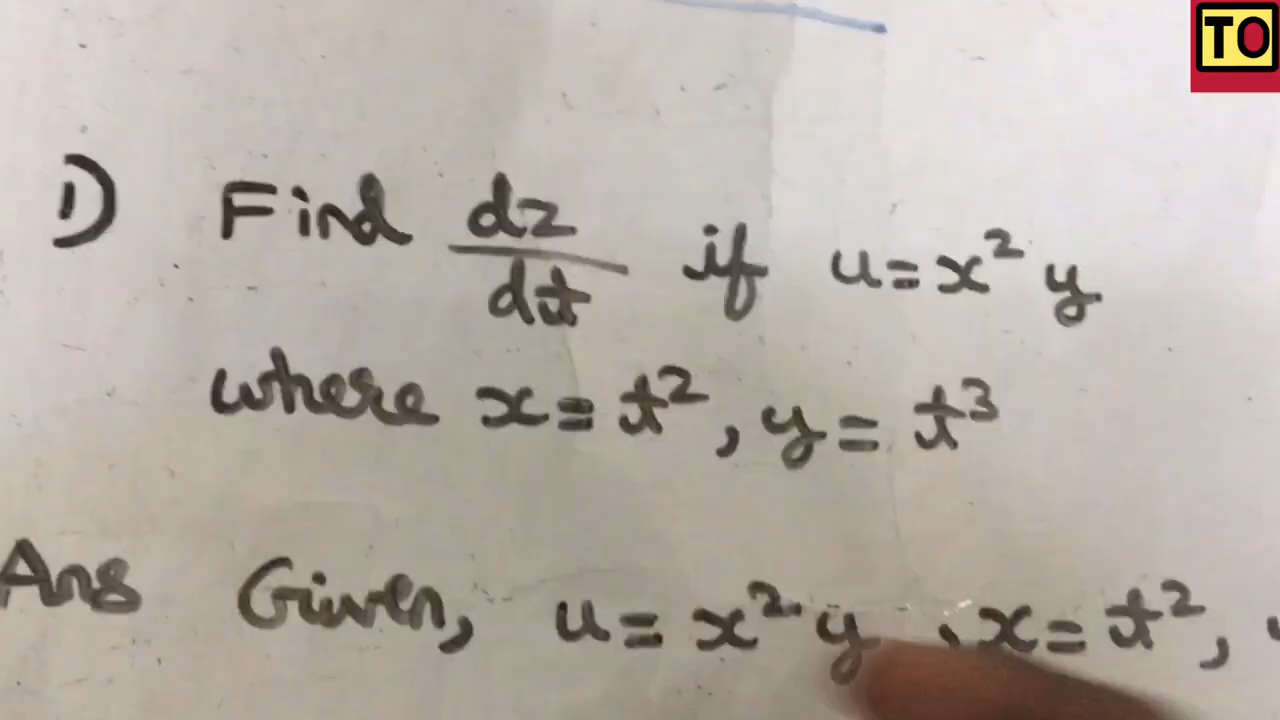 TO
1) Find dz/dt if u = x² y
where x = t², y = t³
Ans Given, u = x² y , x = t²,